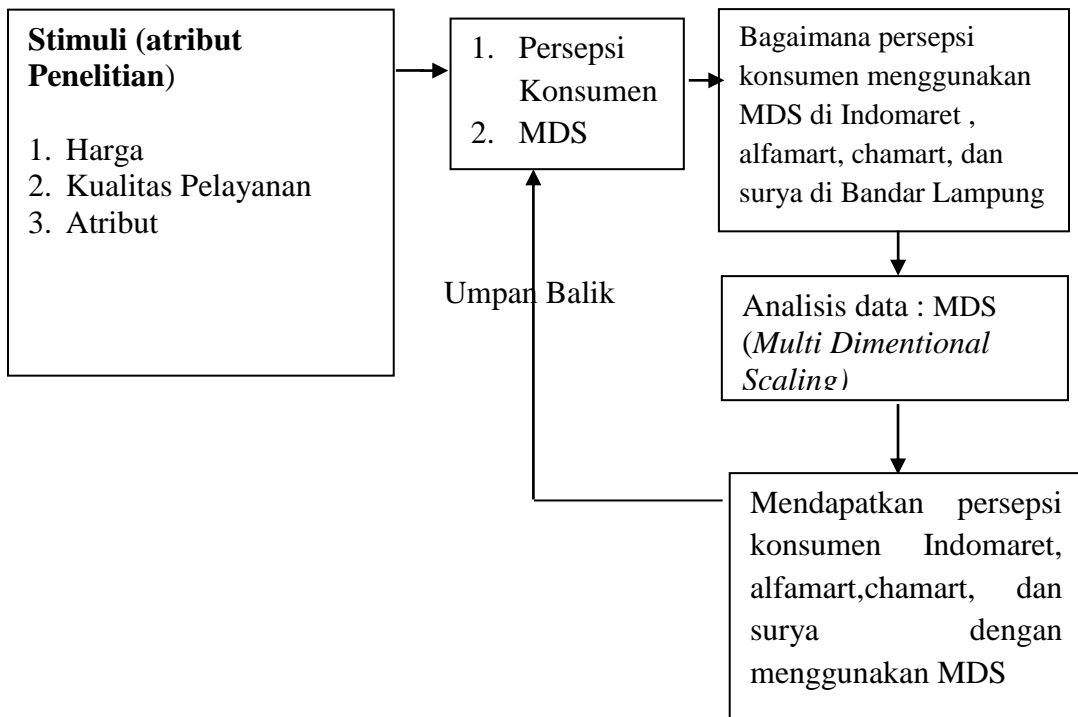 Stimuli (atribut
Penelitian)
1. Harga
2. Kualitas Pelayanan
3. Atribut
1. Persepsi
Konsumen
2. MDS
Bagaimana persepsi
konsumen menggunakan
MDS di Indomaret ,
alfamart, chamart, dan
surya di Bandar Lampung
Umpan Balik
Analisis data : MDS
(Multi Dimentional
Scaling)
Mendapatkan persepsi
konsumen Indomaret,
alfamart,chamart, dan
surya dengan
menggunakan MDS